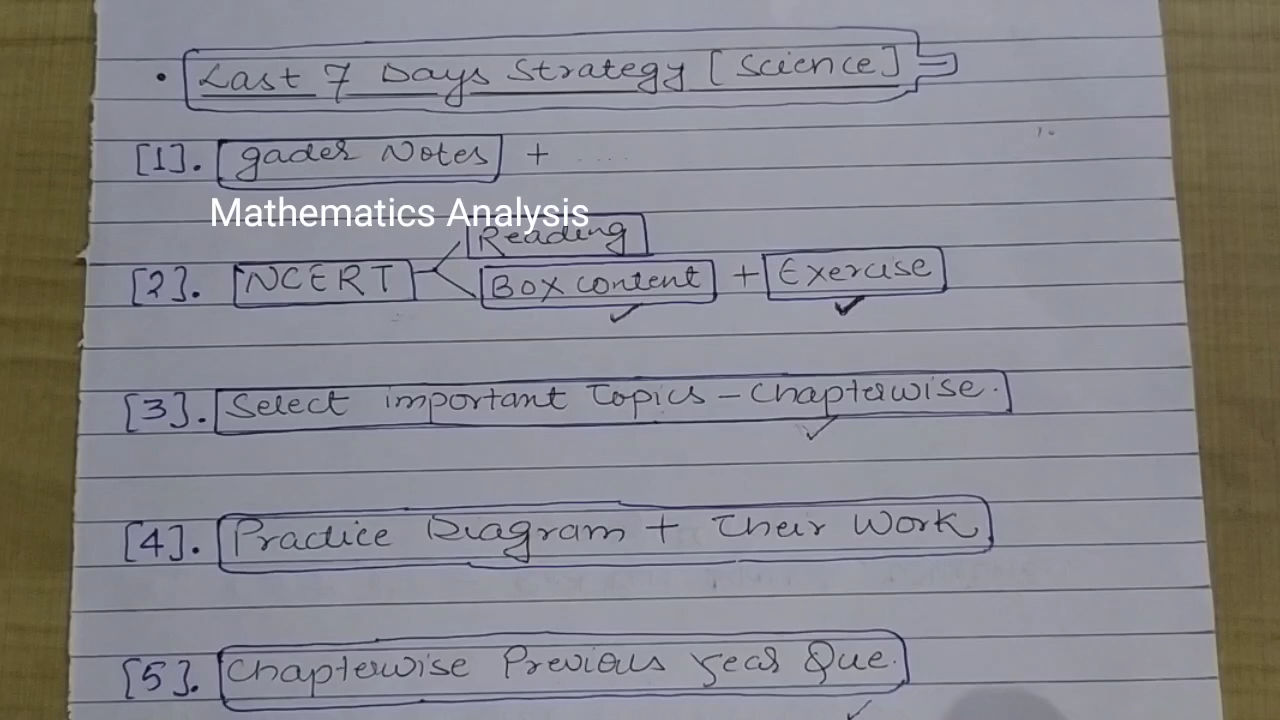 • Last 7 Days Strategy [Science]
[1]. gader Notes +
Mathematics Analysis
Reading
[2]. NCERT Box content + Exercise
[3]. Select important Topics - Chapterwise.
[4]. Practice Diagram + Their Work
[5]. Chapterwise Previous year Que.